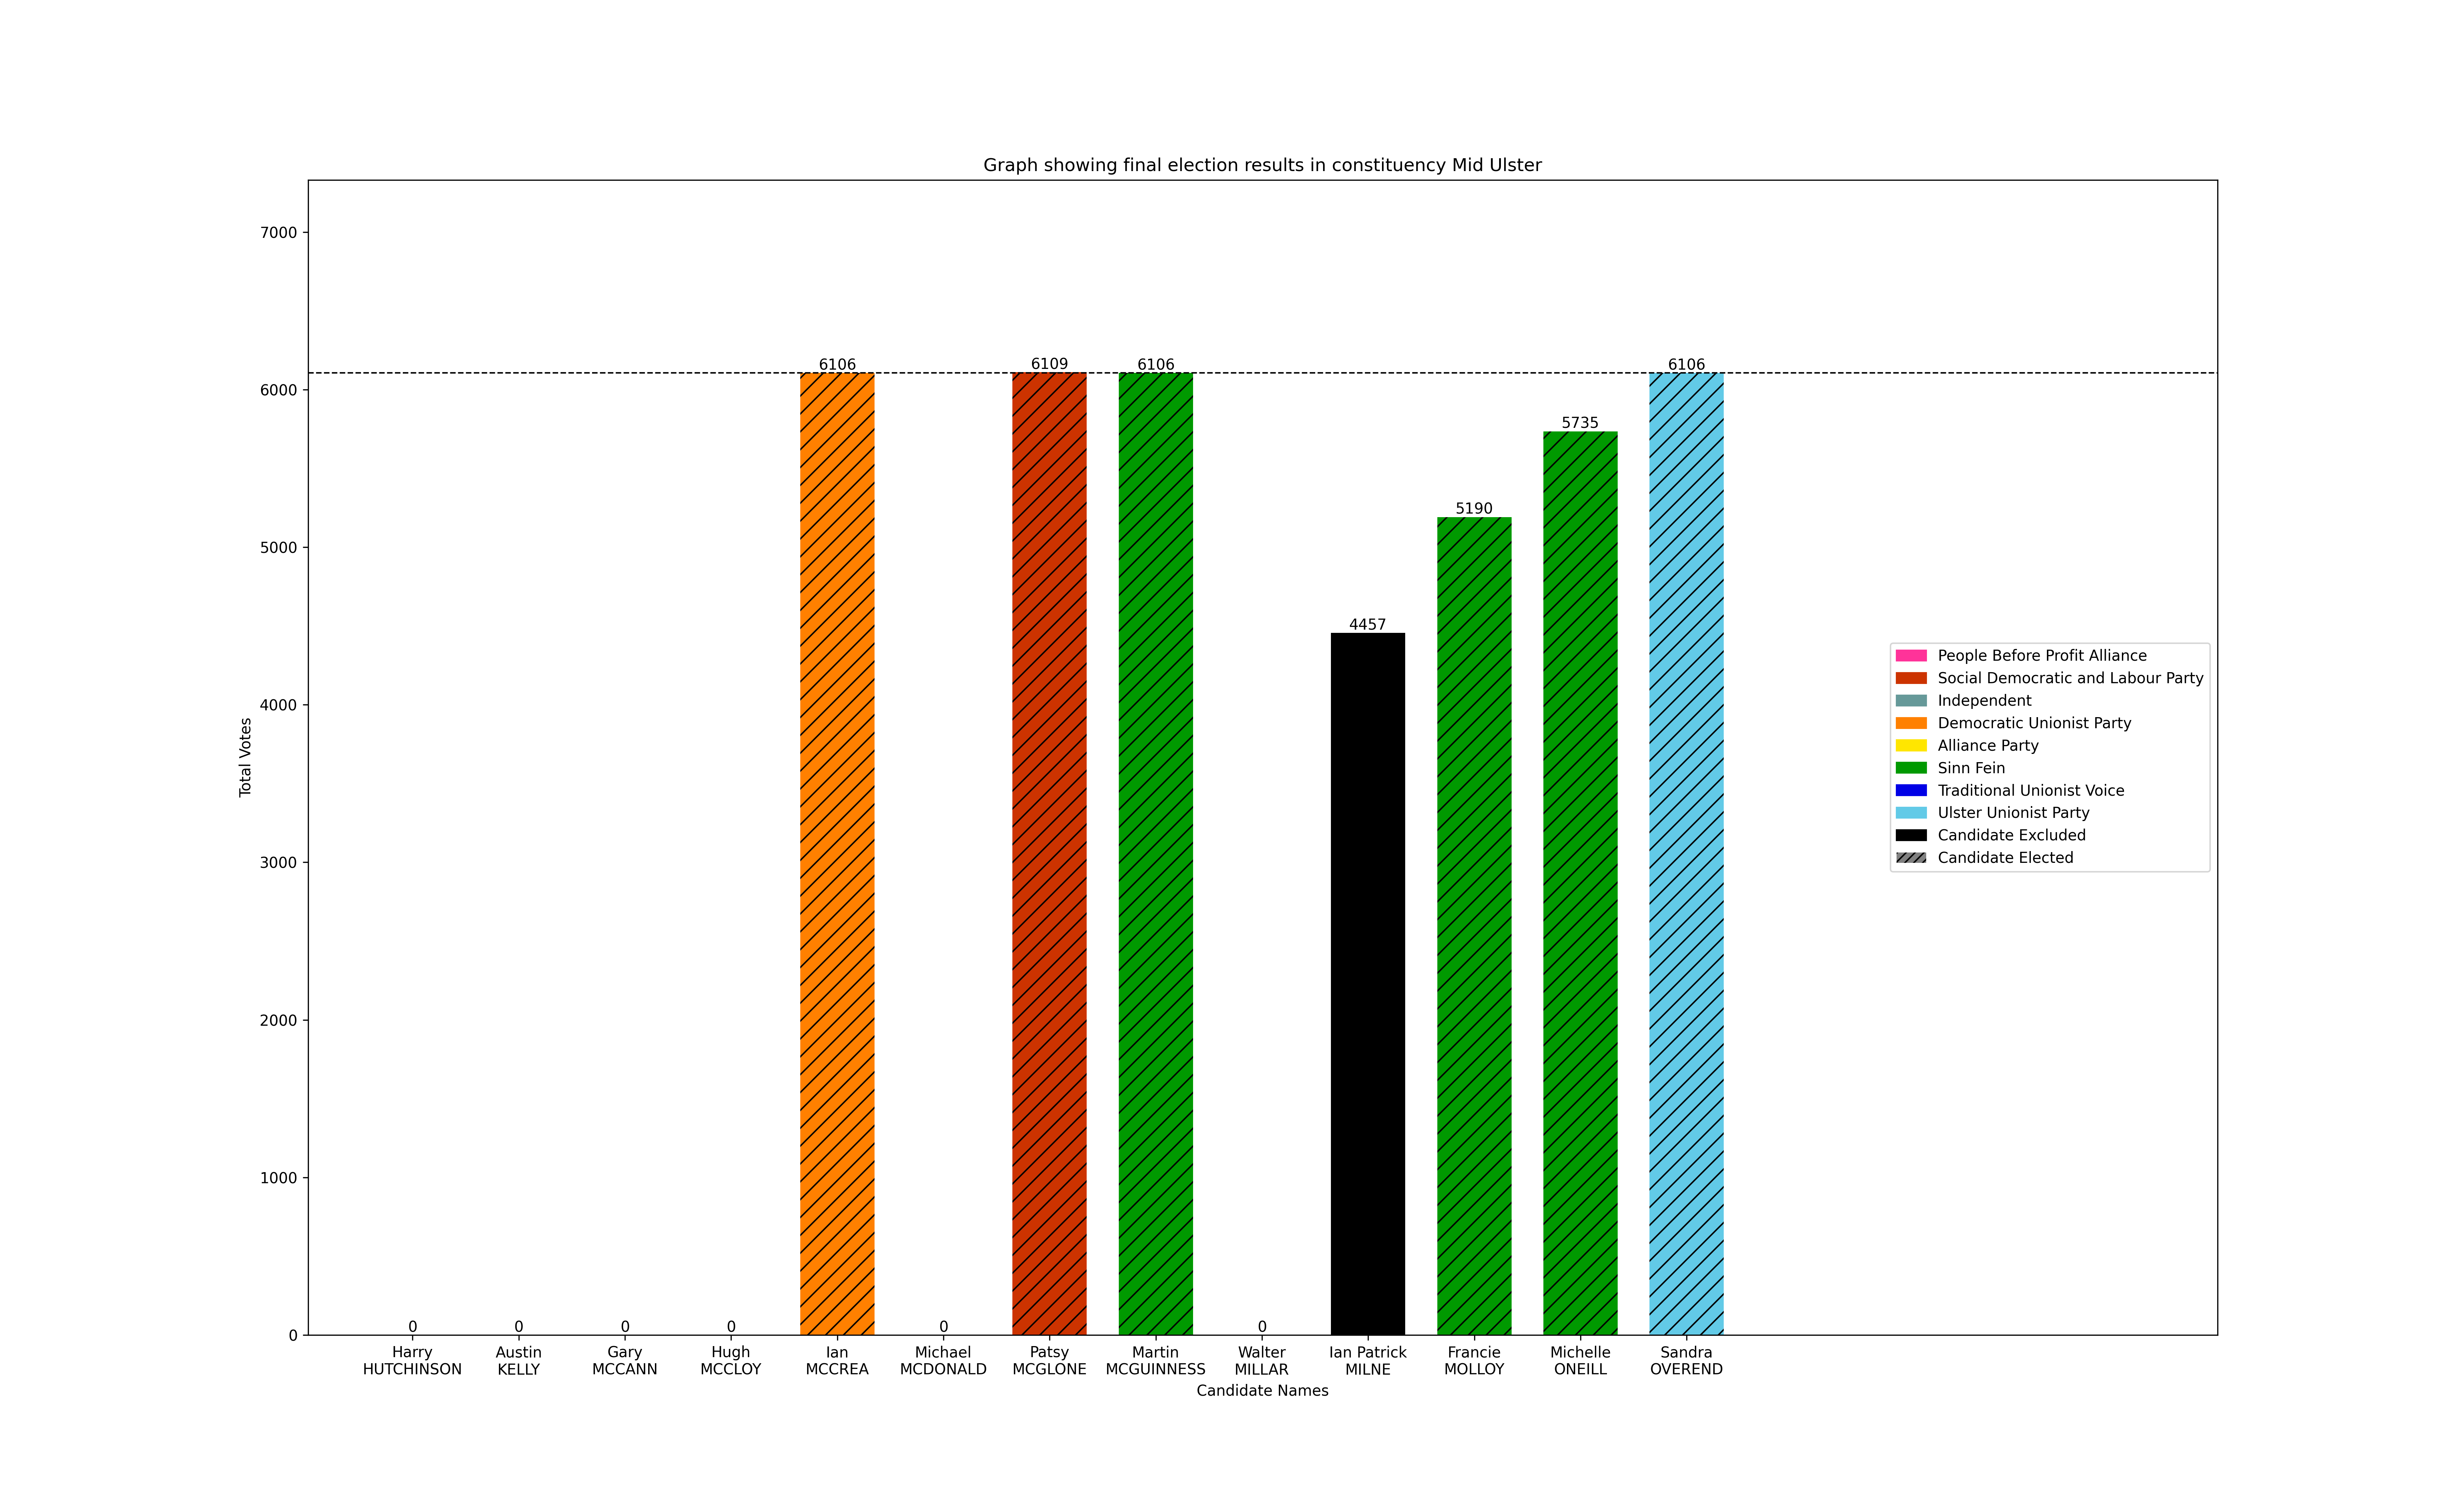 Graph showing final election results in constituency Mid Ulster
7000
6000
5000
4000
3000
2000
1000
0
Total Votes
6106
6109
6106
6106
5735
5190
4457
0
0
0
0
0
0
People Before Profit Alliance
Social Democratic and Labour Party
Independent
Democratic Unionist Party
Alliance Party
Sinn Fein
Traditional Unionist Voice
Ulster Unionist Party
Candidate Excluded
Candidate Elected
Harry
HUTCHINSON
Austin
KELLY
Gary
MCCANN
Hugh
MCCLOY
Ian
MCCREA
Michael
MCDONALD
Patsy
MCGLONE
Martin
MCGUINNESS
Walter
MILLAR
Ian Patrick
MILNE
Francie
MOLLOY
Michelle
ONEILL
Sandra
OVEREND
Candidate Names